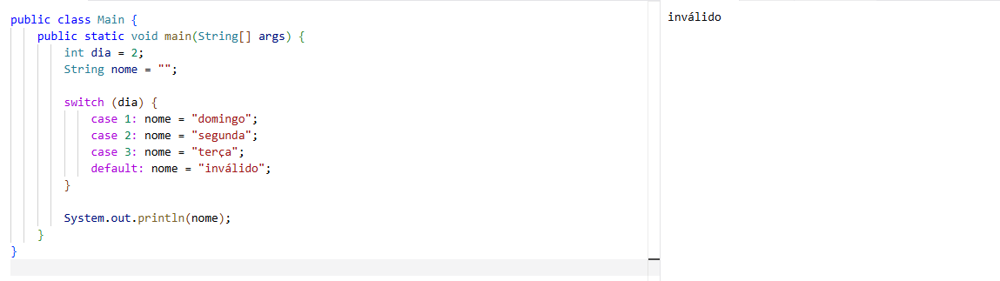 public class Main {
    public static void main(String[] args) {
        int dia = 2;
        String nome = "";

        switch (dia) {
            case 1: nome = "domingo";
            case 2: nome = "segunda";
            case 3: nome = "terça";
            default: nome = "inválido";
        }

        System.out.println(nome);
    }
}
inválido